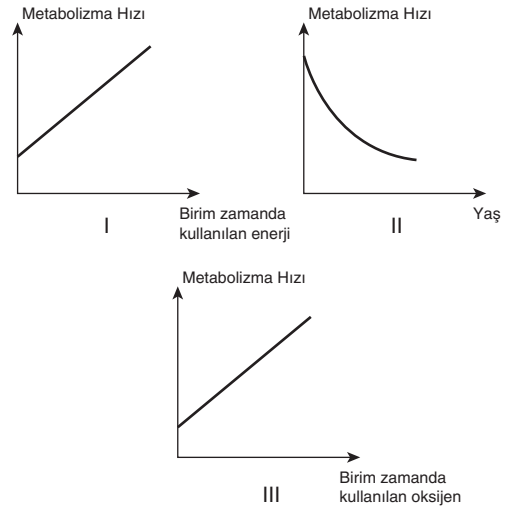 Metabolizma Hızı
Birim zamanda
kullanılan enerji
I
Metabolizma Hızı
Yaş
II
Metabolizma Hızı
Birim zamanda
kullanılan oksijen
III